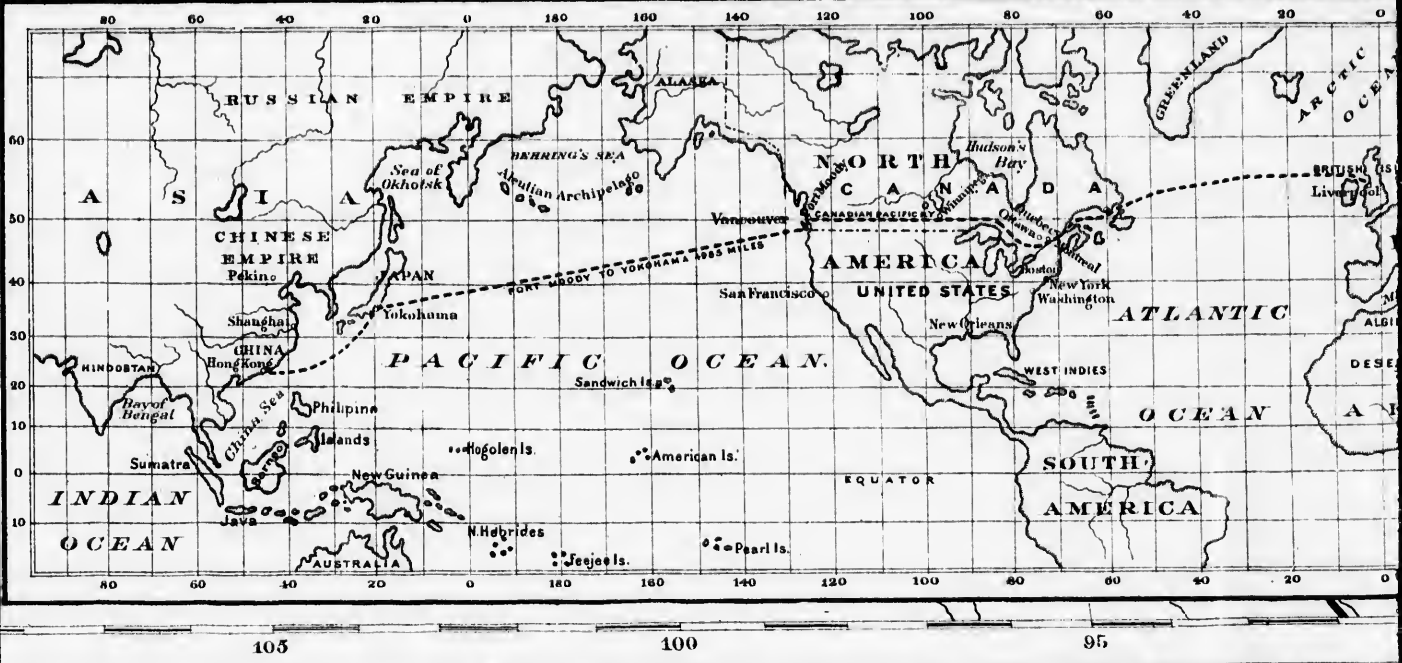 80 60 40 20 0 180 160 140 120 100 80 60 40 20 0
RUSSIAN EMPIRE
ALASKA
GREENLAND
ARCTIC
60
BEHRING'S SEA
Sea of
Okhotsk
Aleutian Archipelago
NORTH
Hudson's
Bay
ASIA
CANADA
Port Moody
Winnipeg
BRITISH
Liverpool
50
Vancouver
CANADIAN PACIFIC RY
Quebec
Ottawa
Montreal
CHINESE
EMPIRE
Pekin
JAPAN
PORT MOODY TO YOKOHAMA 4985 MILES
AMERICA
Boston
40
San Francisco
UNITED STATES
New York
Washington
Yokohama
ATLANTIC
Shanghai
New Orleans
30
CHINA
Hong Kong
HINDOSTAN
PACIFIC OCEAN.
WEST INDIES
20
Sandwich Is.
Bay of
Bengal
China Sea
Philipine
Islands
OCEAN
10
Hogolen Is.
American Is.
Sumatra
Borneo
0
New Guinea
EQUATOR
SOUTH
AMERICA
INDIAN
OCEAN
Java
10
N. Hebrides
AUSTRALIA
Feejee Is.
Pearl Is.
80 60 40 20 0 180 160 140 120 100 80 60 40 20 0
105 100 95